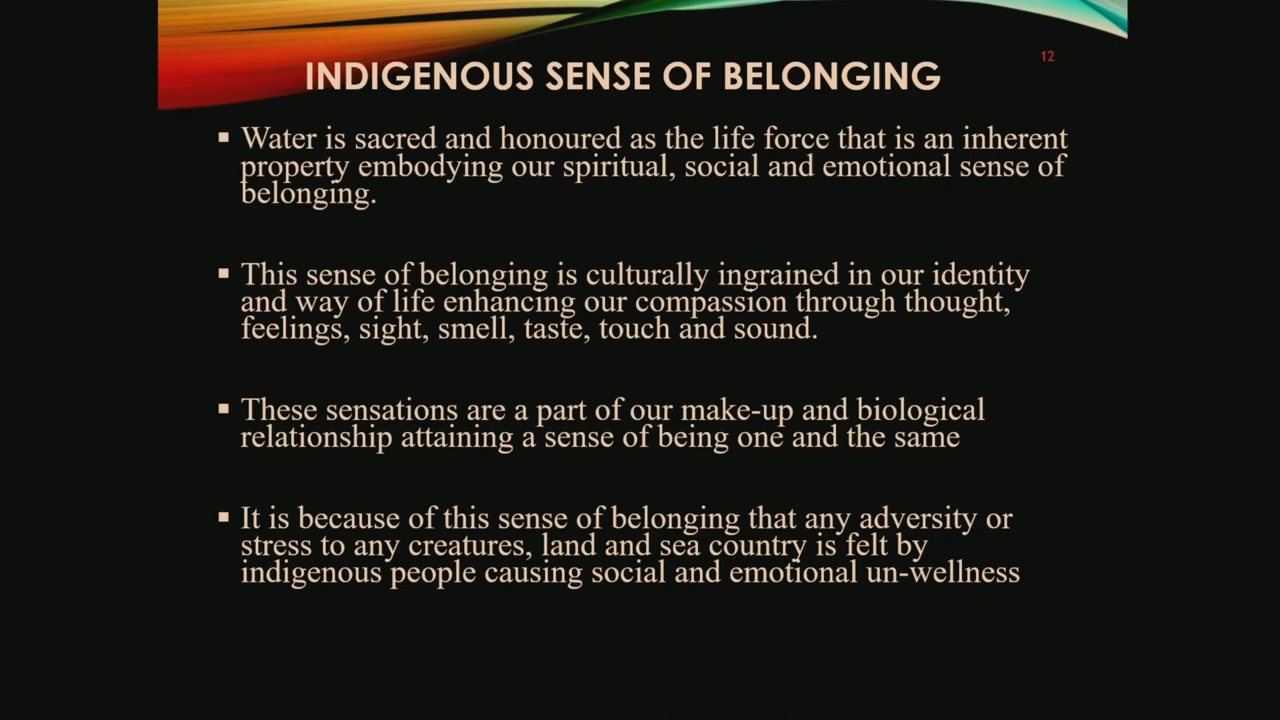 12
INDIGENOUS SENSE OF BELONGING
▪ Water is sacred and honoured as the life force that is an inherent
property embodying our spiritual, social and emotional sense of
belonging.
▪ This sense of belonging is culturally ingrained in our identity
and way of life enhancing our compassion through thought,
feelings, sight, smell, taste, touch and sound.
▪ These sensations are a part of our make-up and biological
relationship attaining a sense of being one and the same
▪ It is because of this sense of belonging that any adversity or
stress to any creatures, land and sea country is felt by
indigenous people causing social and emotional un-wellness